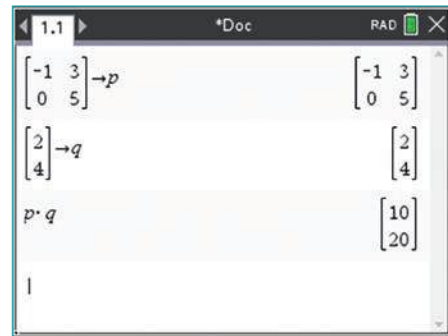 1.1 *Doc RAD
[-1 3]→p [-1 3]
[0 5] [0 5]
[2]→q [2]
[4] [4]
p·q [10]
[20]